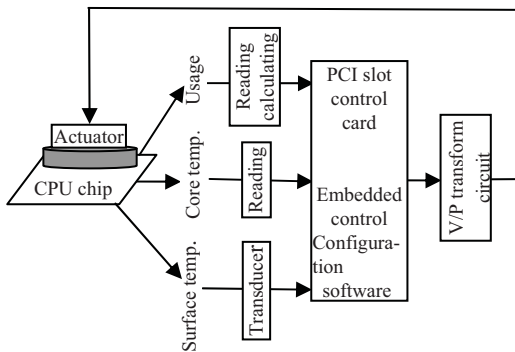 Actuator
CPU chip
Usage
Core temp.
Surface temp.
Reading
calculating
Reading
Transducer
PCI slot
control
card
Embedded
control
Configura-
tion
software
V/P transform
circuit